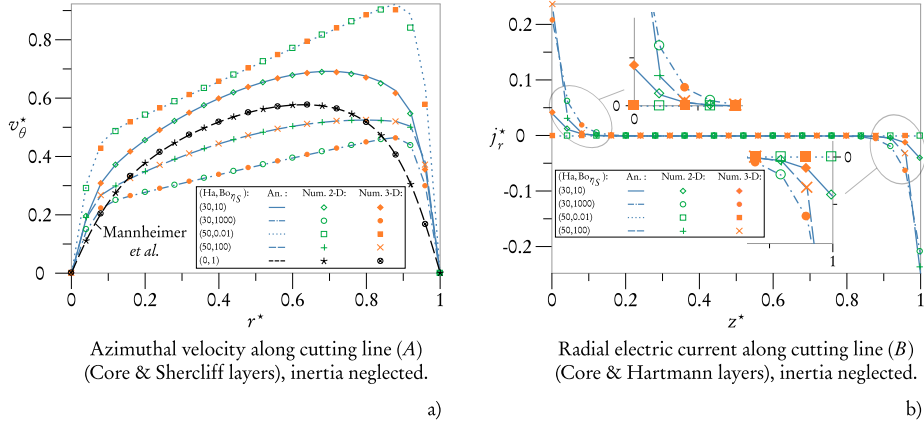 0.8
0.6
v*θ
0.4
0.2
0
0 0.2 0.4 0.6 0.8 1
r*
Mannheimer
et al.
(Ha,BoηS): An. : Num. 2-D: Num. 3-D:
(30,10)
(30,1000)
(50,0.01)
(50,100)
(0,1)
Azimuthal velocity along cutting line (A)
(Core & Shercliff layers), inertia neglected.
a)
0.2
0.1
j*r
0
-0.1
-0.2
0 0.2 0.4 0.6 0.8 1
z*
0
0
0
1
(Ha,BoηS): An. : Num. 2-D: Num. 3-D:
(30,10)
(30,1000)
(50,0.01)
(50,100)
Radial electric current along cutting line (B)
(Core & Hartmann layers), inertia neglected.
b)